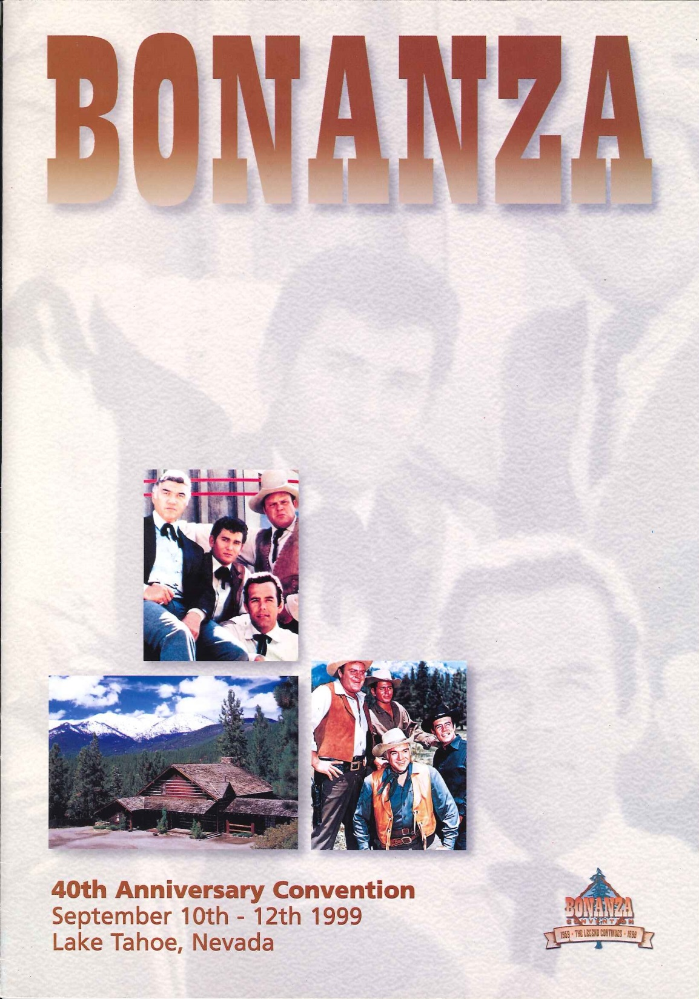 BONANZA
40th Anniversary Convention
September 10th - 12th 1999
Lake Tahoe, Nevada
BONANZA
CONVENTION
1959 • THE LEGEND CONTINUES • 1999